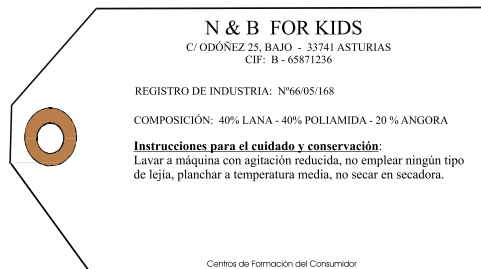 N & B FOR KIDS
C/ ODÓÑEZ 25, BAJO - 33741 ASTURIAS
CIF: B - 65871236
REGISTRO DE INDUSTRIA: Nº66/05/168
COMPOSICIÓN: 40% LANA - 40% POLIAMIDA - 20 % ANGORA
Instrucciones para el cuidado y conservación:
Lavar a máquina con agitación reducida, no emplear ningún tipo
de lejía, planchar a temperatura media, no secar en secadora.
Centros de Formación del Consumidor